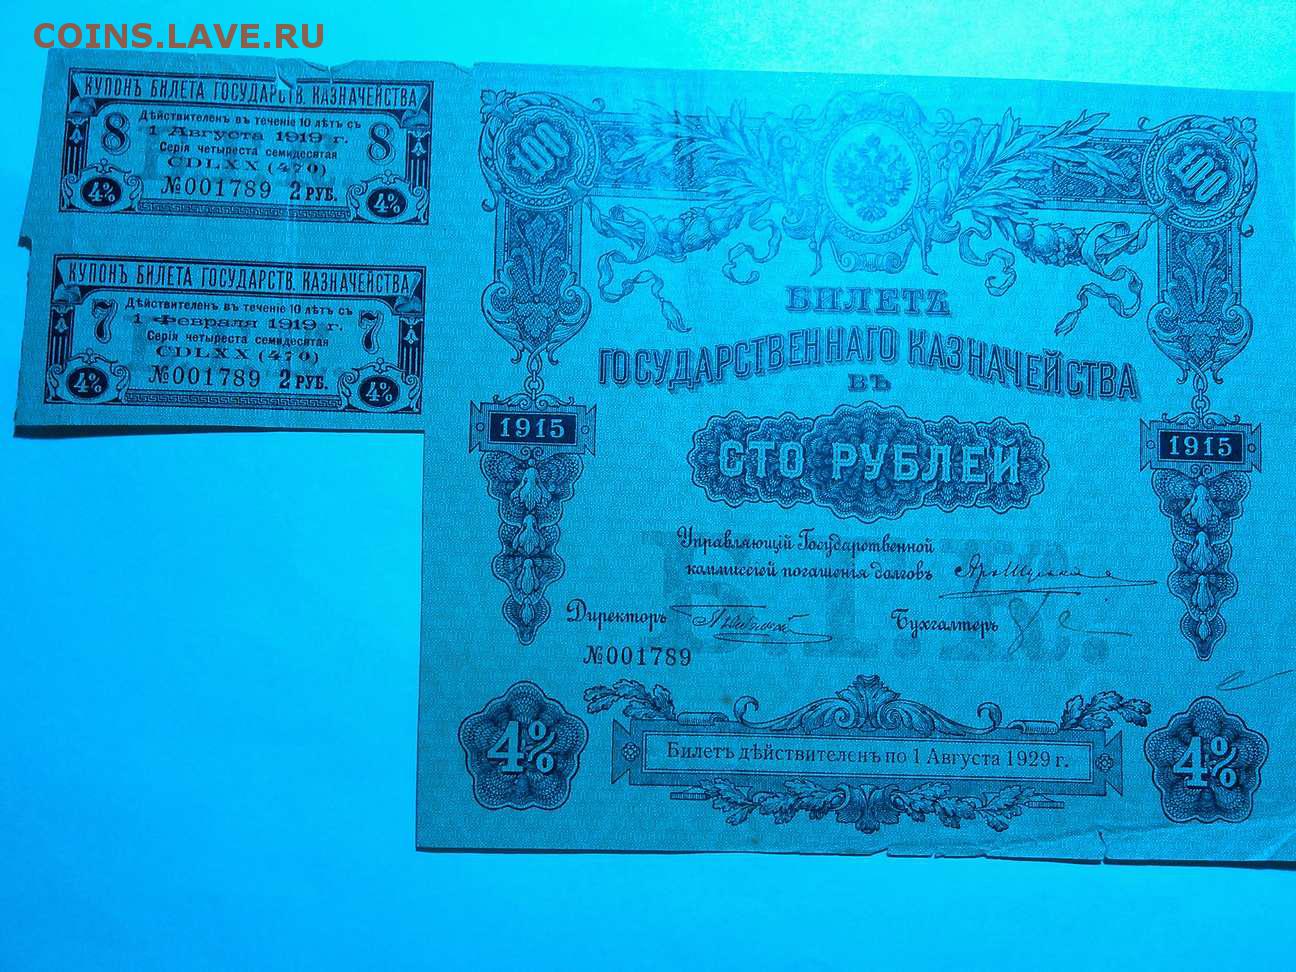 COINS.LAVE.RU
КУПОНЪ БИЛЕТА ГОСУДАРСТВ. КАЗНАЧЕЙСТВА
8 Дѣйствителенъ въ теченіе 10 лѣтъ съ 8
1 Августа 1919 г.
Серія четыреста семидесятая
CDLXX (470)
№001789 2 РУБ.
4% 4%
КУПОНЪ БИЛЕТА ГОСУДАРСТВ. КАЗНАЧЕЙСТВА
7 Дѣйствителенъ въ теченіе 10 лѣтъ съ 7
1 Февраля 1919 г.
Серія четыреста семидесятая
CDLXX (470)
№001789 2 РУБ.
4% 4%
100 100
БИЛЕТЪ
ГОСУДАРСТВЕННАГО КАЗНАЧЕЙСТВА
ВЪ
1915 1915
СТО РУБЛЕЙ
Управляющій Государственной
коммиссіей погашенія долговъ
Директоръ Бухгалтеръ
№001789
4% 4%
Билетъ дѣйствителенъ по 1 Августа 1929 г.